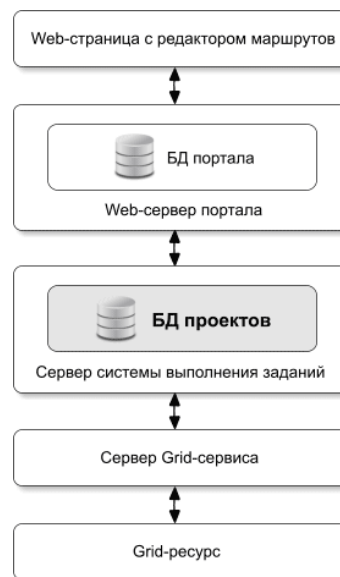 Web-страница с редактором маршрутов
БД портала
Web-сервер портала
БД проектов
Сервер системы выполнения заданий
Сервер Grid-сервиса
Grid-ресурс